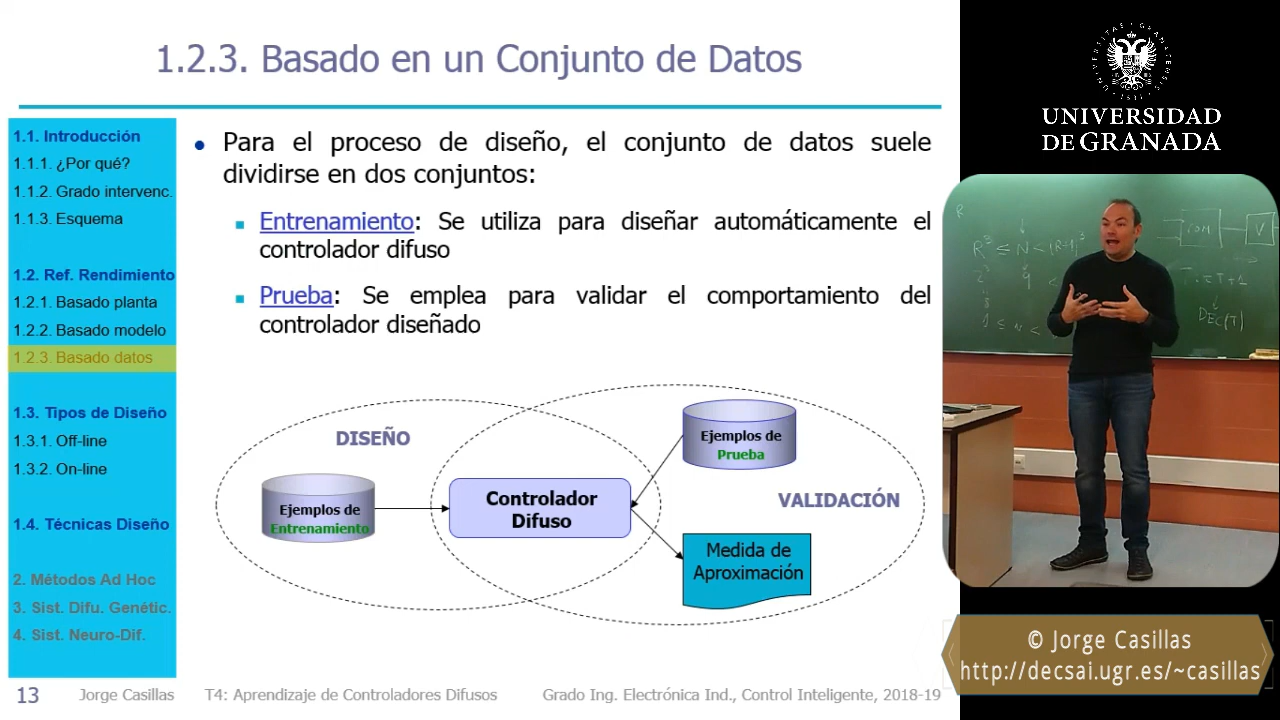 1.2.3. Basado en un Conjunto de Datos
1.1. Introducción
1.1.1. ¿Por qué?
1.1.2. Grado intervenc.
1.1.3. Esquema
1.2. Ref. Rendimiento
1.2.1. Basado planta
1.2.2. Basado modelo
1.2.3. Basado datos
1.3. Tipos de Diseño
1.3.1. Off-line
1.3.2. On-line
1.4. Técnicas Diseño
2. Métodos Ad Hoc
3. Sist. Difu. Genétic.
4. Sist. Neuro-Dif.
• Para el proceso de diseño, el conjunto de datos suele
dividirse en dos conjuntos:
▪ Entrenamiento: Se utiliza para diseñar automáticamente el
controlador difuso
▪ Prueba: Se emplea para validar el comportamiento del
controlador diseñado
DISEÑO
Ejemplos de
Entrenamiento
Controlador
Difuso
Ejemplos de
Prueba
VALIDACIÓN
Medida de
Aproximación
13 Jorge Casillas T4: Aprendizaje de Controladores Difusos Grado Ing. Electrónica Ind., Control Inteligente, 2018-19
UNIVERSIDAD
DE GRANADA
DEC(T)
© Jorge Casillas
http://decsai.ugr.es/~casillas